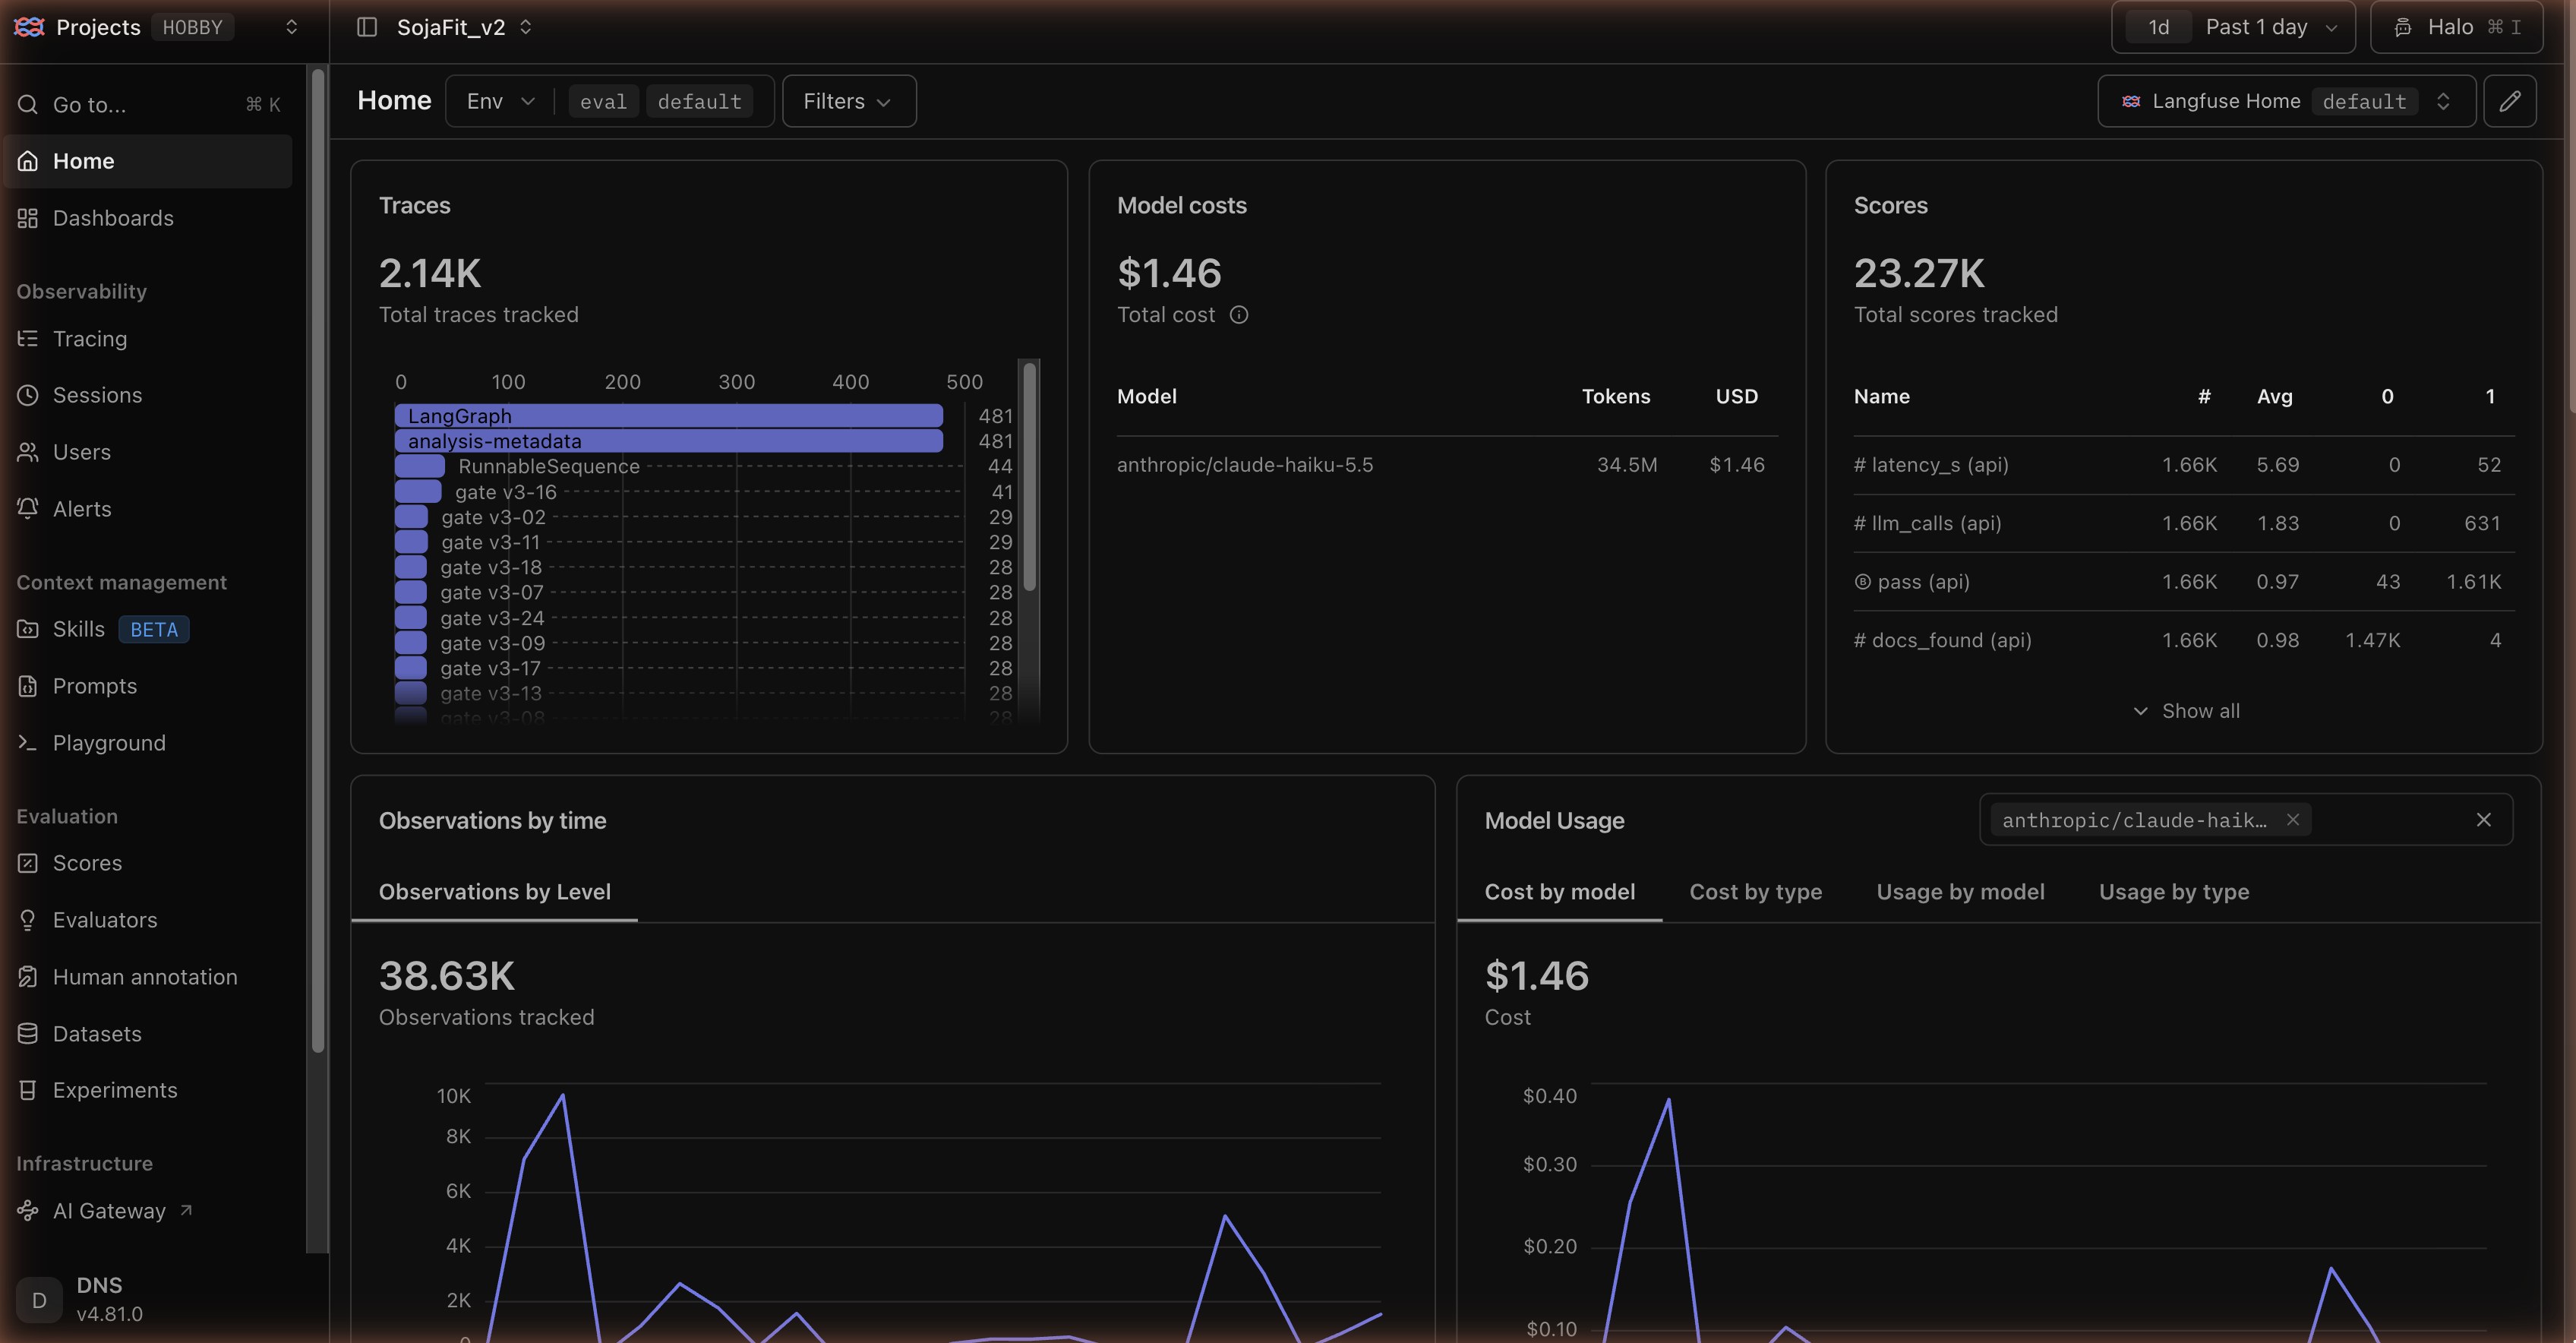 Projects HOBBY
SojaFit_v2
1d Past 1 day
Halo ⌘ I
Go to... ⌘ K
Home
Dashboards
Observability
Tracing
Sessions
Users
Alerts
Context management
Skills BETA
Prompts
Playground
Evaluation
Scores
Evaluators
Human annotation
Datasets
Experiments
Infrastructure
AI Gateway
D
DNS
v4.81.0
Home
Env eval default
Filters
Langfuse Home default
Traces
2.14K
Total traces tracked
0 100 200 300 400 500
LangGraph 481
analysis-metadata 481
RunnableSequence 44
gate v3-16 41
gate v3-02 29
gate v3-11 29
gate v3-18 28
gate v3-07 28
gate v3-24 28
gate v3-09 28
gate v3-17 28
gate v3-13 28
gate v3-08 28
Model costs
$1.46
Total cost
Model Tokens USD
anthropic/claude-haiku-5.5 34.5M $1.46
Scores
23.27K
Total scores tracked
Name # Avg 0 1
# latency_s (api) 1.66K 5.69 0 52
# llm_calls (api) 1.66K 1.83 0 631
Ⓑ pass (api) 1.66K 0.97 43 1.61K
# docs_found (api) 1.66K 0.98 1.47K 4
Show all
Observations by time
Observations by Level
38.63K
Observations tracked
10K
8K
6K
4K
2K
0
Model Usage
anthropic/claude-haik…
Cost by model Cost by type Usage by model Usage by type
$1.46
Cost
$0.40
$0.30
$0.20
$0.10